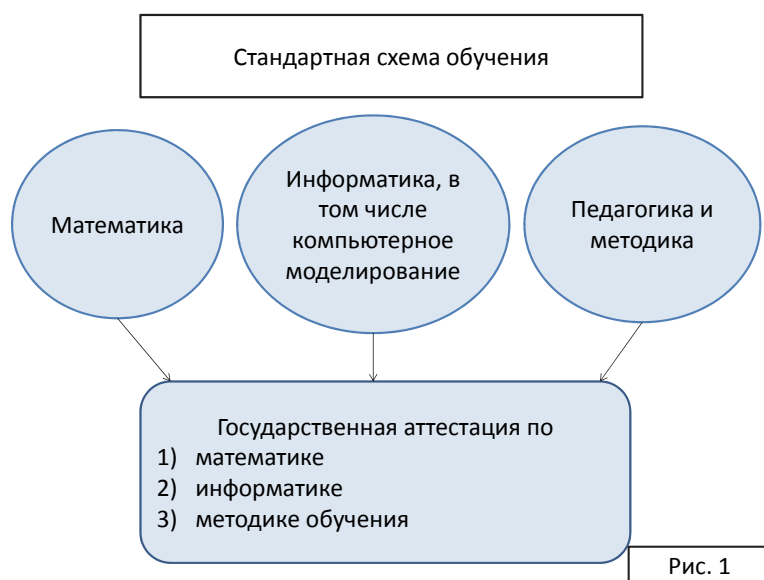 Стандартная схема обучения
Математика
Информатика, в
том числе
компьютерное
моделирование
Педагогика и
методика
Государственная аттестация по
1) математике
2) информатике
3) методике обучения
Рис. 1